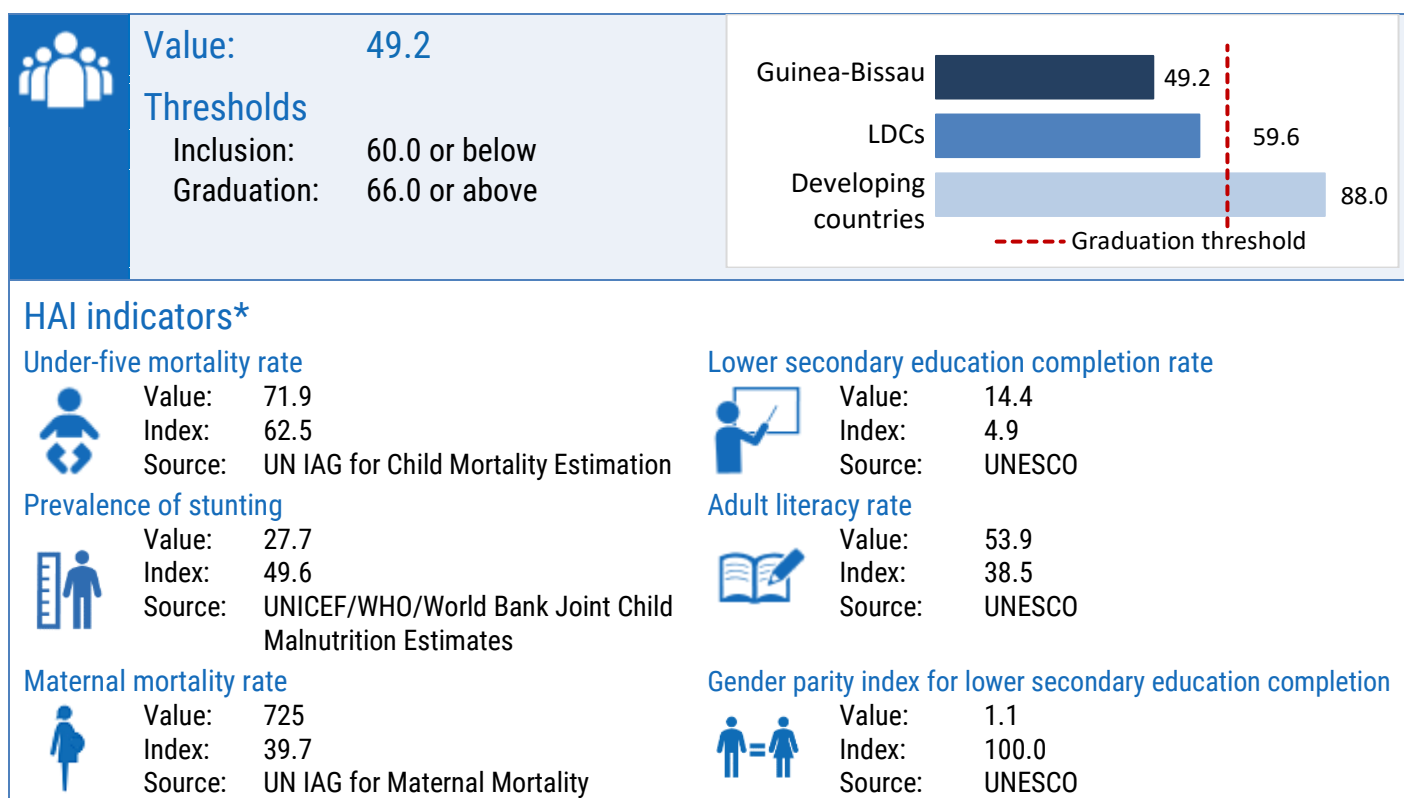 Value: 49.2
Thresholds
Inclusion: 60.0 or below
Graduation: 66.0 or above
Guinea-Bissau 49.2
LDCs 59.6
Developing
countries
88.0
Graduation threshold
HAI indicators*
Under-five mortality rate
Value: 71.9
Index: 62.5
Source: UN IAG for Child Mortality Estimation
Prevalence of stunting
Value: 27.7
Index: 49.6
Source: UNICEF/WHO/World Bank Joint Child
Malnutrition Estimates
Maternal mortality rate
Value: 725
Index: 39.7
Source: UN IAG for Maternal Mortality
Lower secondary education completion rate
Value: 14.4
Index: 4.9
Source: UNESCO
Adult literacy rate
Value: 53.9
Index: 38.5
Source: UNESCO
Gender parity index for lower secondary education completion
Value: 1.1
Index: 100.0
Source: UNESCO